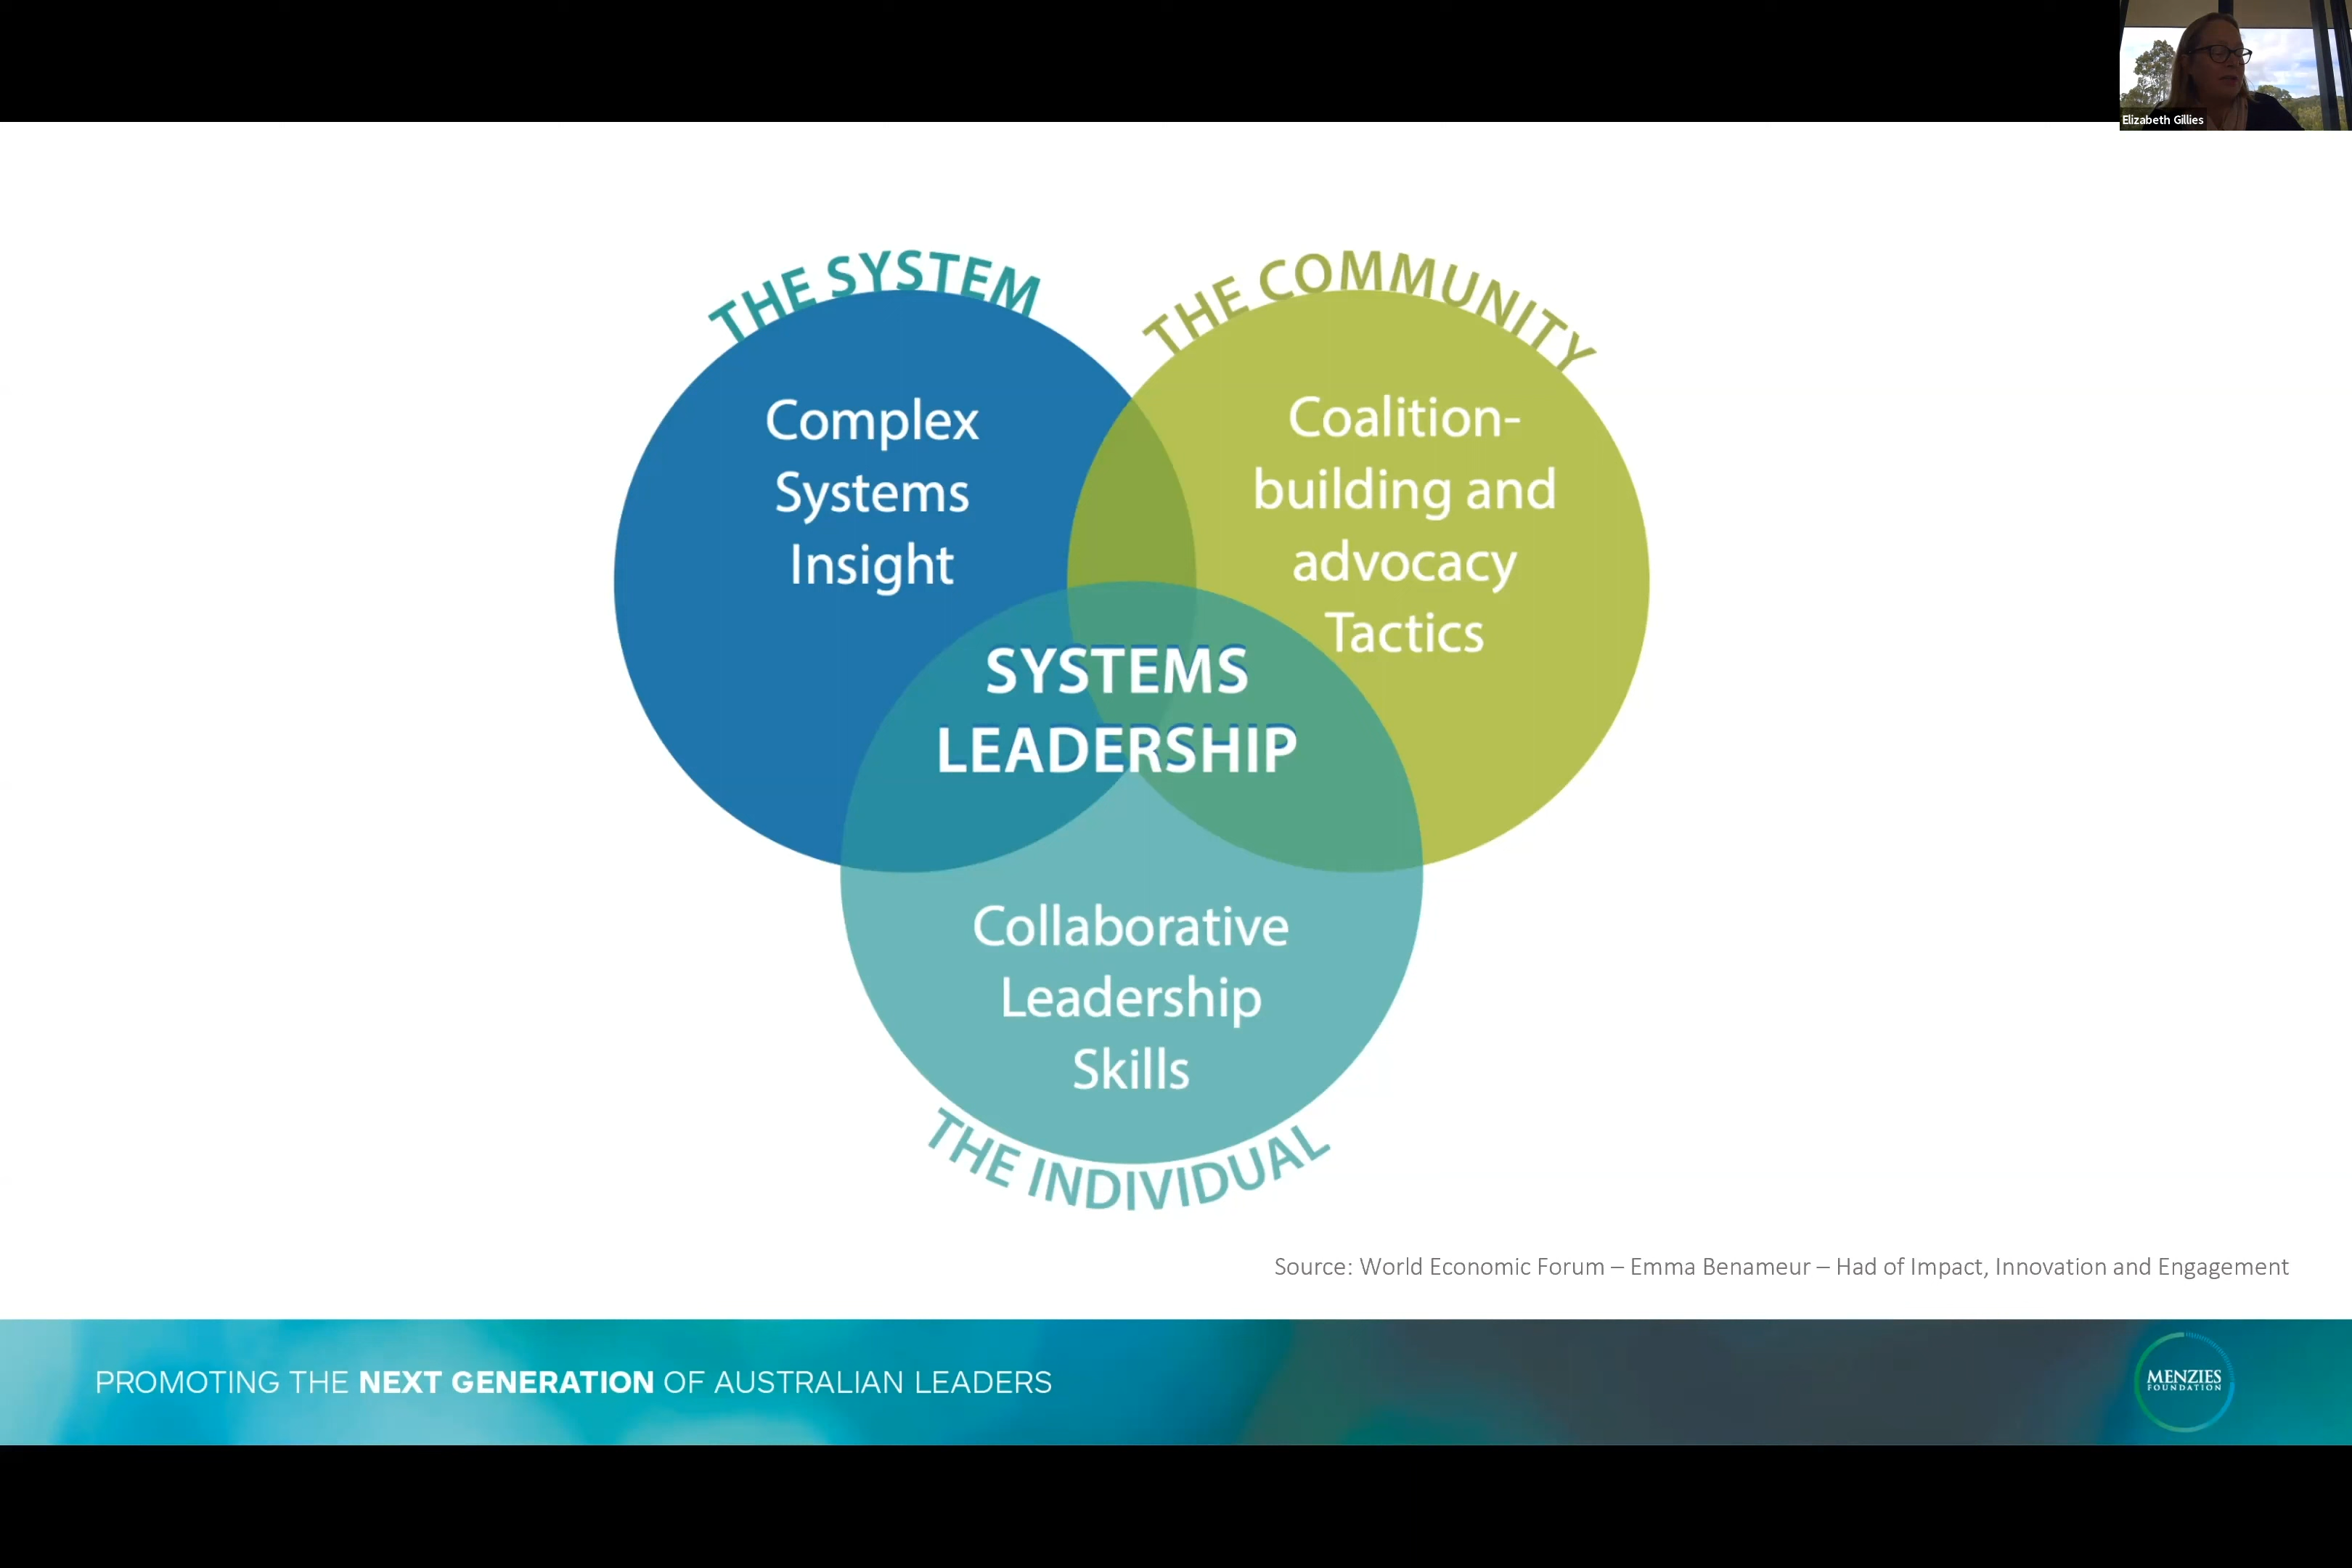 Elizabeth Gillies
THE SYSTEM
THE COMMUNITY
Complex
Systems
Insight
Coalition-
building and
advocacy
Tactics
SYSTEMS
LEADERSHIP
Collaborative
Leadership
Skills
THE INDIVIDUAL
Source: World Economic Forum – Emma Benameur – Had of Impact, Innovation and Engagement
PROMOTING THE NEXT GENERATION OF AUSTRALIAN LEADERS
MENZIES
FOUNDATION